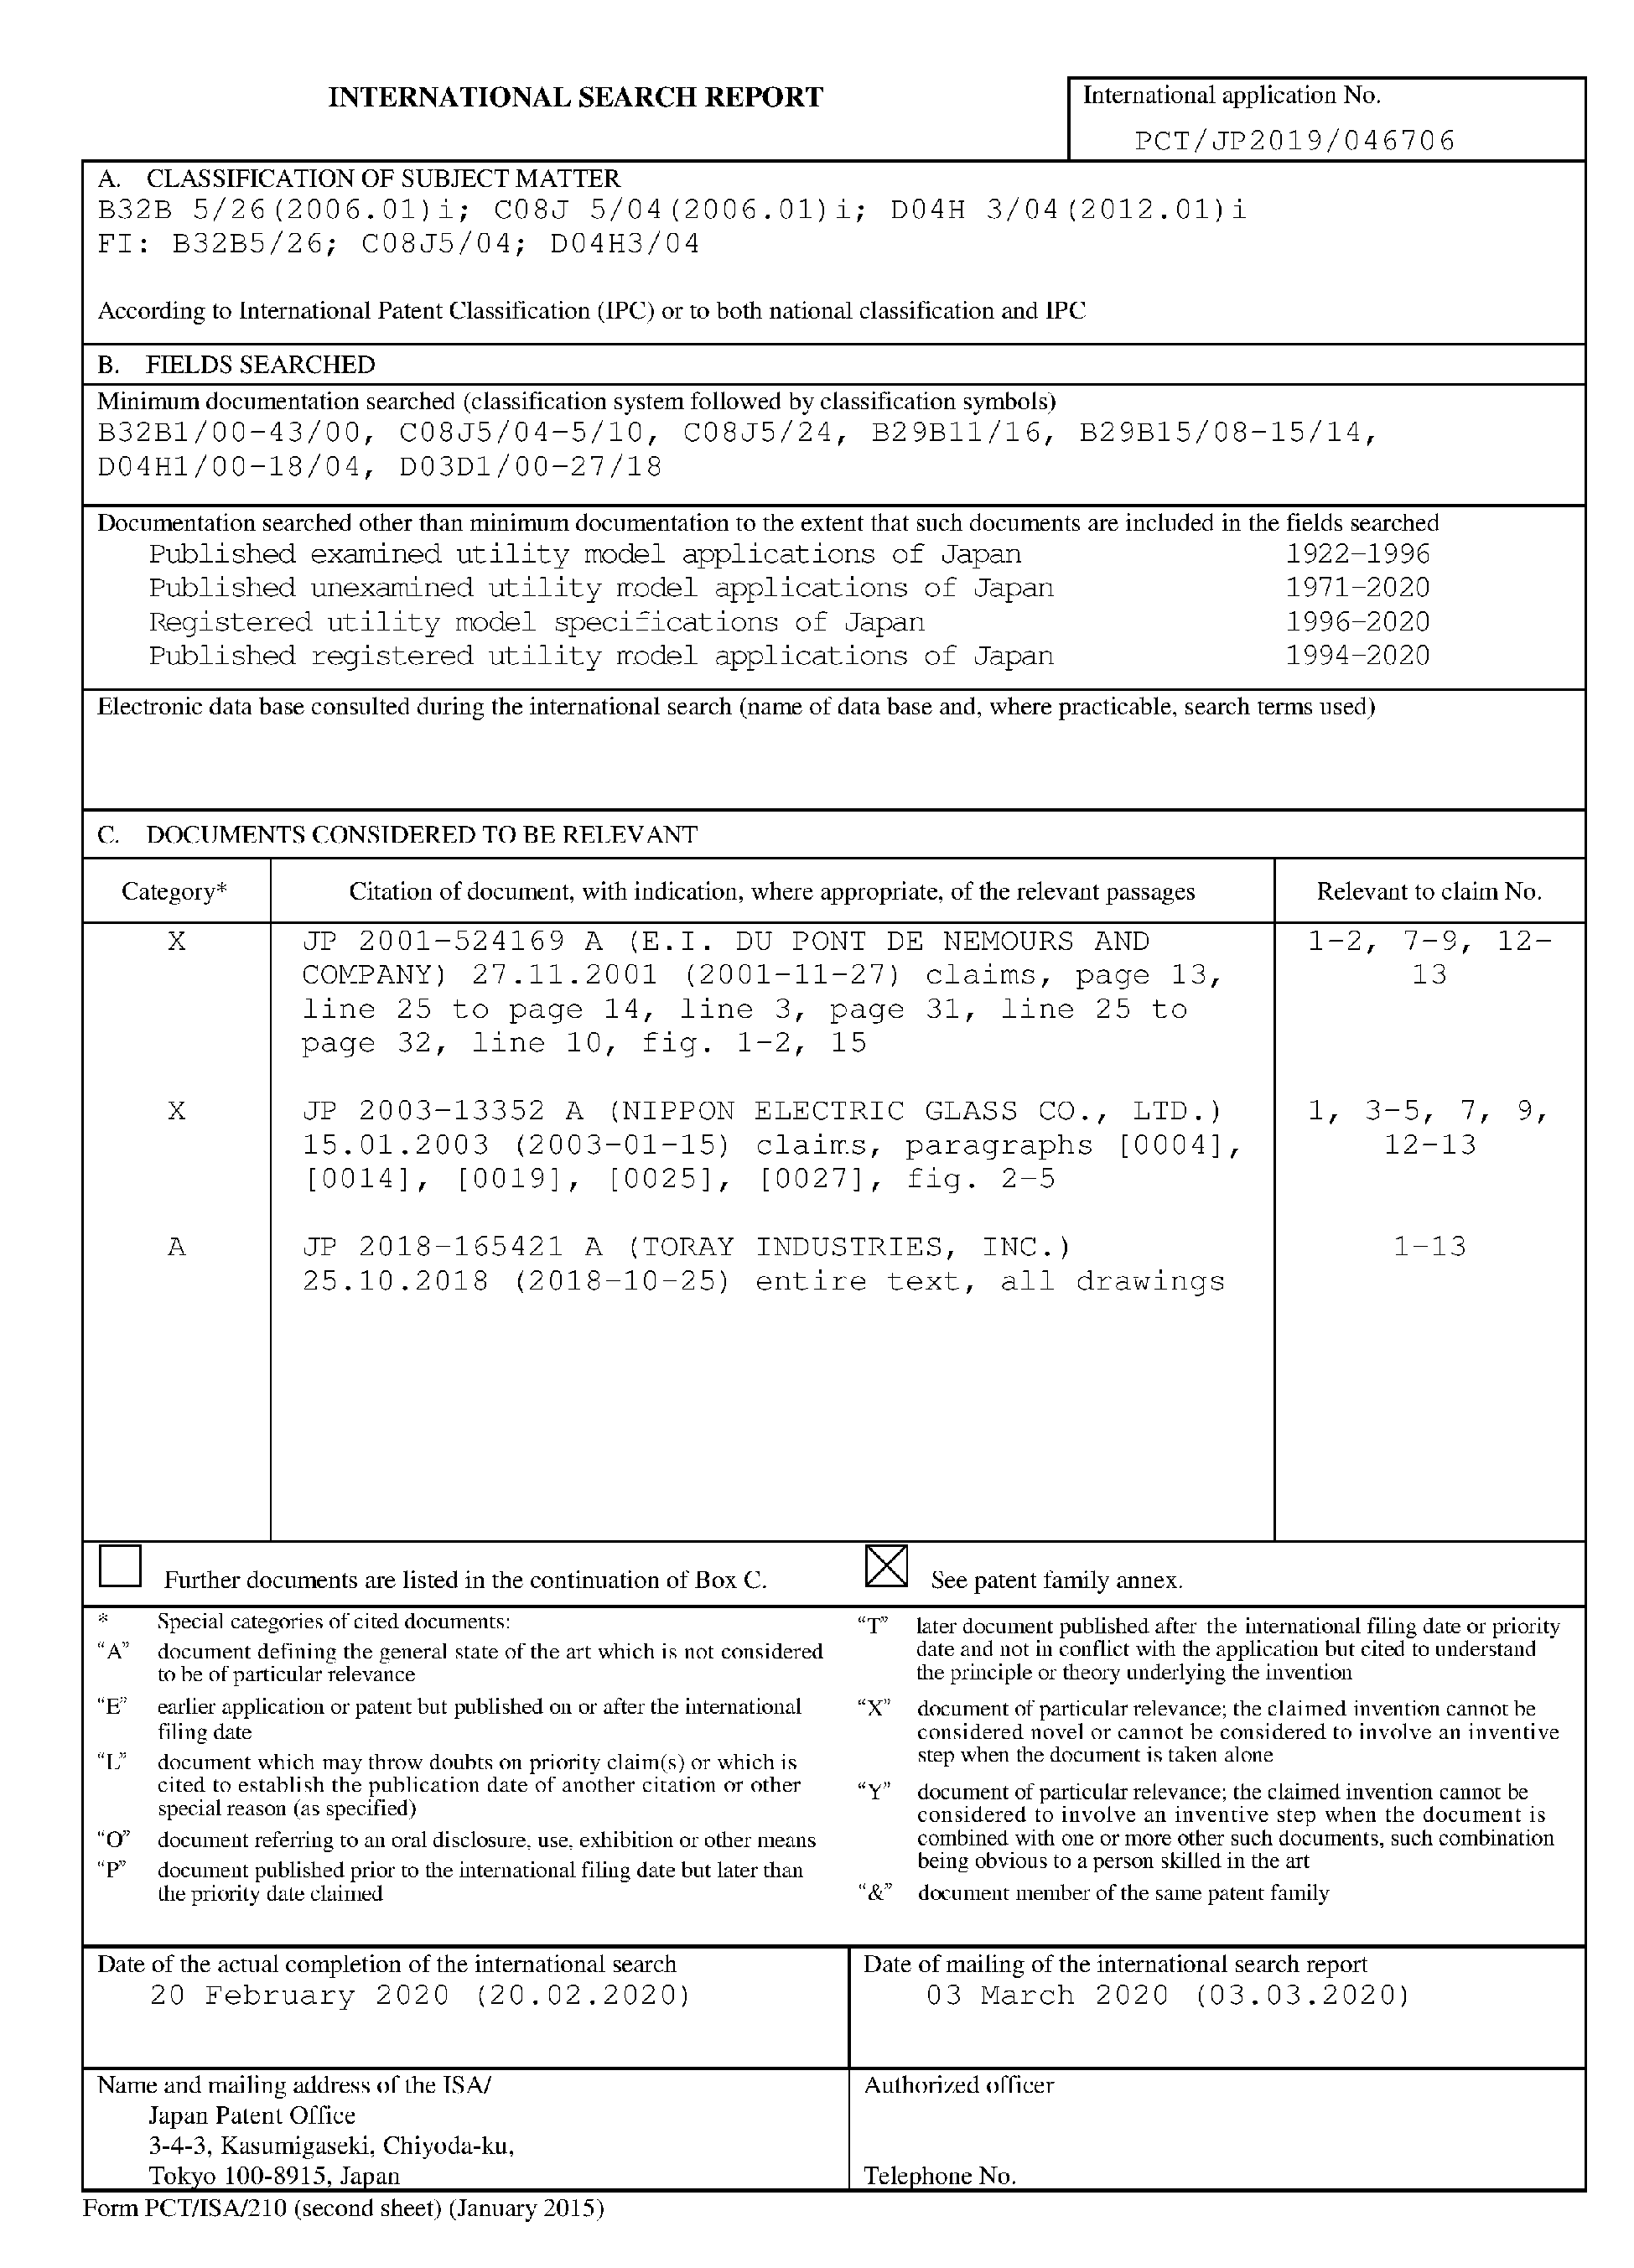 INTERNATIONAL SEARCH REPORT
International application No.
PCT/JP2019/046706
A. CLASSIFICATION OF SUBJECT MATTER
B32B 5/26(2006.01)i; C08J 5/04(2006.01)i; D04H 3/04(2012.01)i
FI: B32B5/26; C08J5/04; D04H3/04
According to International Patent Classification (IPC) or to both national classification and IPC
B. FIELDS SEARCHED
Minimum documentation searched (classification system followed by classification symbols)
B32B1/00-43/00, C08J5/04-5/10, C08J5/24, B29B11/16, B29B15/08-15/14,
D04H1/00-18/04, D03D1/00-27/18
Documentation searched other than minimum documentation to the extent that such documents are included in the fields searched
Published examined utility model applications of Japan 1922-1996
Published unexamined utility model applications of Japan 1971-2020
Registered utility model specifications of Japan 1996-2020
Published registered utility model applications of Japan 1994-2020
Electronic data base consulted during the international search (name of data base and, where practicable, search terms used)
C. DOCUMENTS CONSIDERED TO BE RELEVANT
Category* Citation of document, with indication, where appropriate, of the relevant passages Relevant to claim No.
X JP 2001-524169 A (E.I. DU PONT DE NEMOURS AND 1-2, 7-9, 12-
COMPANY) 27.11.2001 (2001-11-27) claims, page 13, 13
line 25 to page 14, line 3, page 31, line 25 to
page 32, line 10, fig. 1-2, 15
X JP 2003-13352 A (NIPPON ELECTRIC GLASS CO., LTD.) 1, 3-5, 7, 9,
15.01.2003 (2003-01-15) claims, paragraphs [0004], 12-13
[0014], [0019], [0025], [0027], fig. 2-5
A JP 2018-165421 A (TORAY INDUSTRIES, INC.) 1-13
25.10.2018 (2018-10-25) entire text, all drawings
Further documents are listed in the continuation of Box C.
See patent family annex.
* Special categories of cited documents:
"A" document defining the general state of the art which is not considered
to be of particular relevance
"E" earlier application or patent but published on or after the international
filing date
"L" document which may throw doubts on priority claim(s) or which is
cited to establish the publication date of another citation or other
special reason (as specified)
"O" document referring to an oral disclosure, use, exhibition or other means
"P" document published prior to the international filing date but later than
the priority date claimed
"T" later document published after the international filing date or priority
date and not in conflict with the application but cited to understand
the principle or theory underlying the invention
"X" document of particular relevance; the claimed invention cannot be
considered novel or cannot be considered to involve an inventive
step when the document is taken alone
"Y" document of particular relevance; the claimed invention cannot be
considered to involve an inventive step when the document is
combined with one or more other such documents, such combination
being obvious to a person skilled in the art
"&" document member of the same patent family
Date of the actual completion of the international search
20 February 2020 (20.02.2020)
Date of mailing of the international search report
03 March 2020 (03.03.2020)
Name and mailing address of the ISA/
Japan Patent Office
3-4-3, Kasumigaseki, Chiyoda-ku,
Tokyo 100-8915, Japan
Authorized officer
Telephone No.
Form PCT/ISA/210 (second sheet) (January 2015)